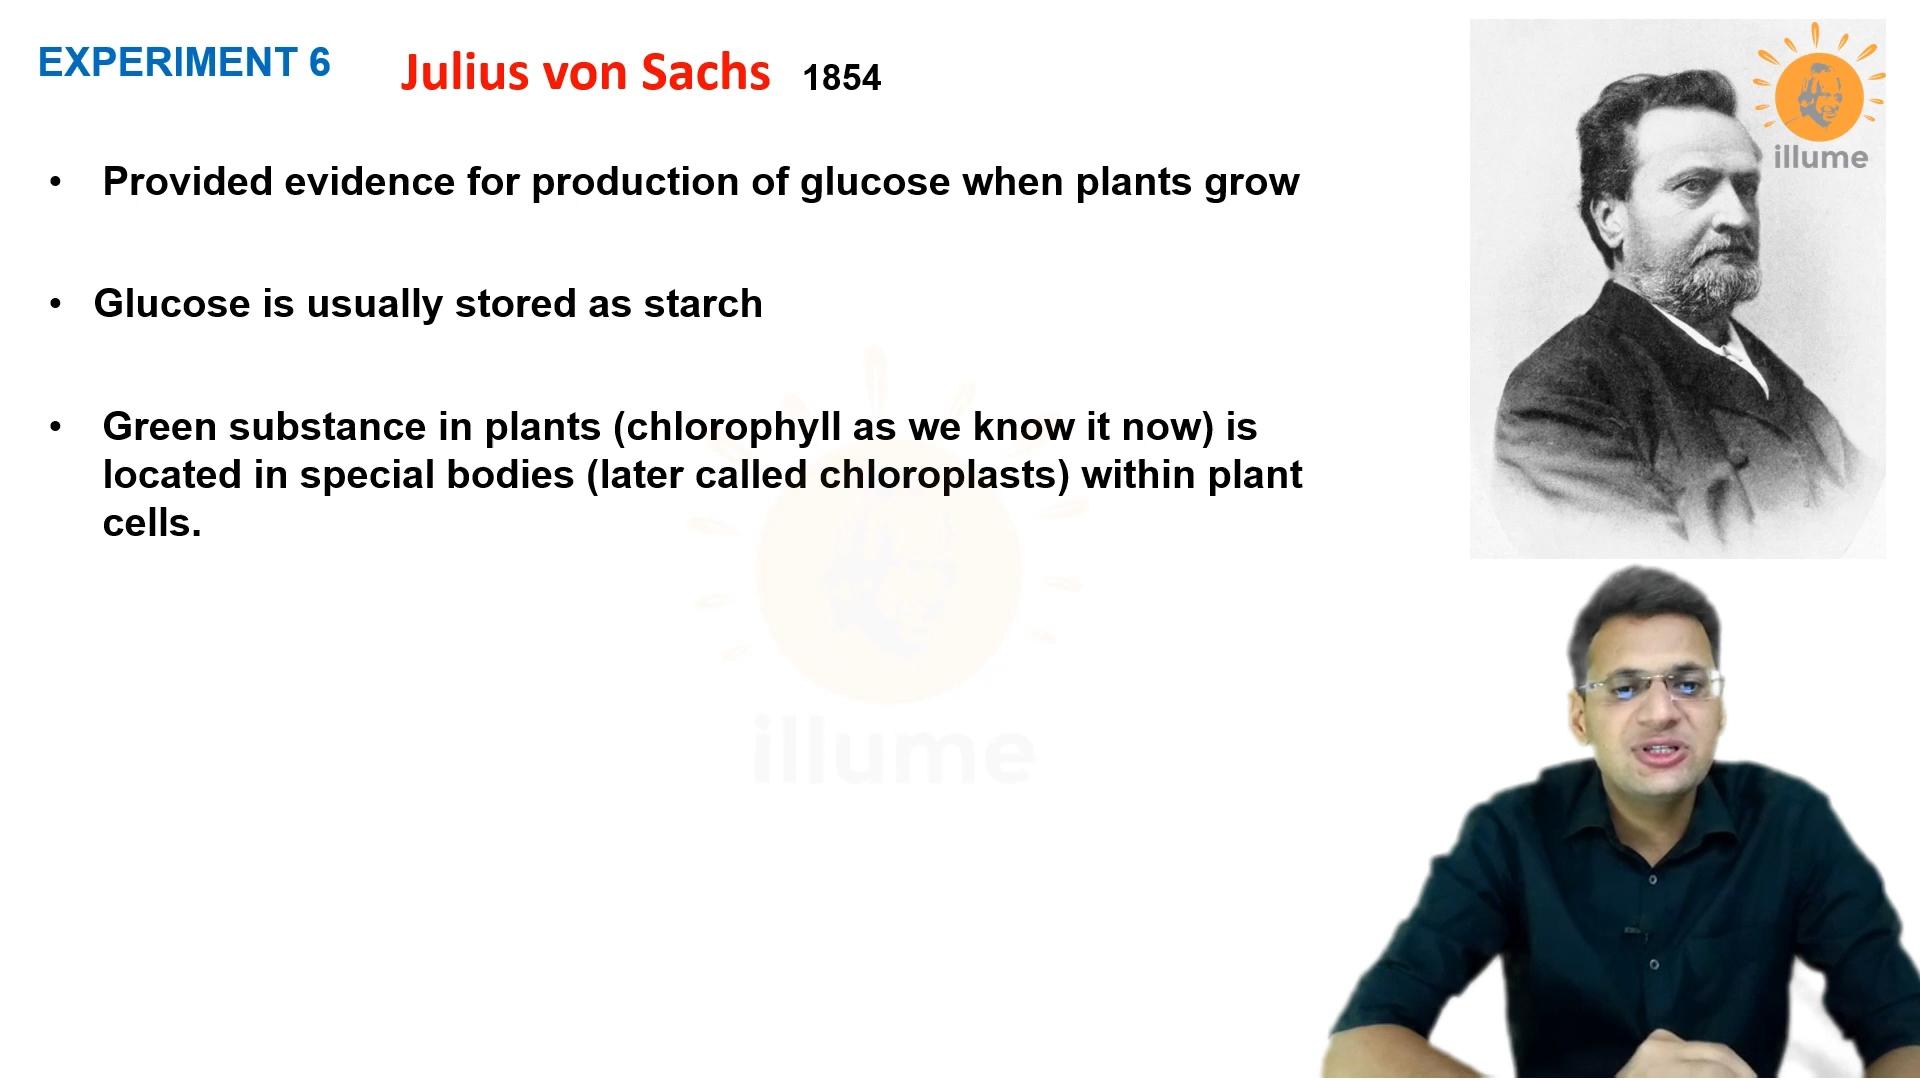 EXPERIMENT 6
Julius von Sachs 1854
illume
• Provided evidence for production of glucose when plants grow
• Glucose is usually stored as starch
• Green substance in plants (chlorophyll as we know it now) is
located in special bodies (later called chloroplasts) within plant
cells.
illume